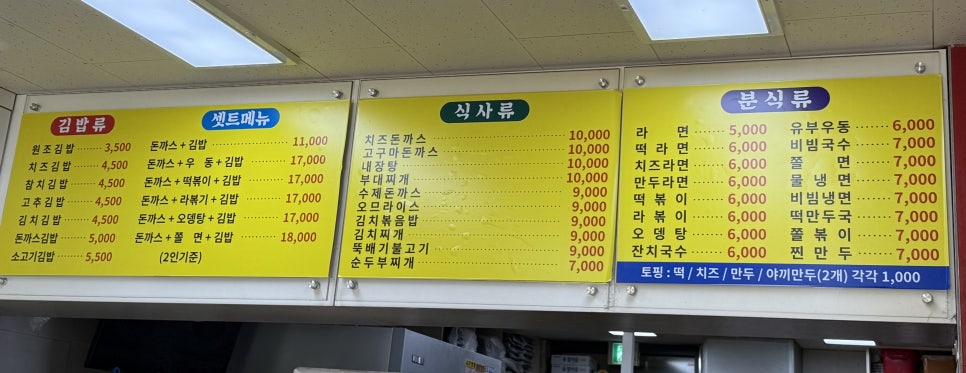 김밥류
원조김밥 3,500
치즈김밥 4,500
참치김밥 4,500
고추김밥 4,500
김치김밥 4,500
돈까스김밥 5,000
소고기김밥 5,500
셋트메뉴
돈까스+김밥 11,000
돈까스+우 동+김밥 17,000
돈까스+떡볶이+김밥 17,000
돈까스+라볶기+김밥 17,000
돈까스+오뎅탕+김밥 17,000
돈까스+쫄 면+김밥 18,000
(2인기준)
식사류
치즈돈까스 10,000
고구마돈까스 10,000
내장탕 10,000
부대찌개 10,000
수제돈까스 9,000
오므라이스 9,000
김치볶음밥 9,000
김치찌개 9,000
뚝배기불고기 9,000
순두부찌개 7,000
분식류
라 면 5,000
떡라면 6,000
치즈라면 6,000
만두라면 6,000
떡볶이 6,000
라볶이 6,000
오뎅탕 6,000
잔치국수 6,000
유부우동 6,000
비빔국수 7,000
쫄 면 7,000
물냉면 7,000
비빔냉면 7,000
떡만두국 7,000
쫄볶이 7,000
찐만두 7,000
토핑 : 떡 / 치즈 / 만두 / 야끼만두(2개) 각각 1,000